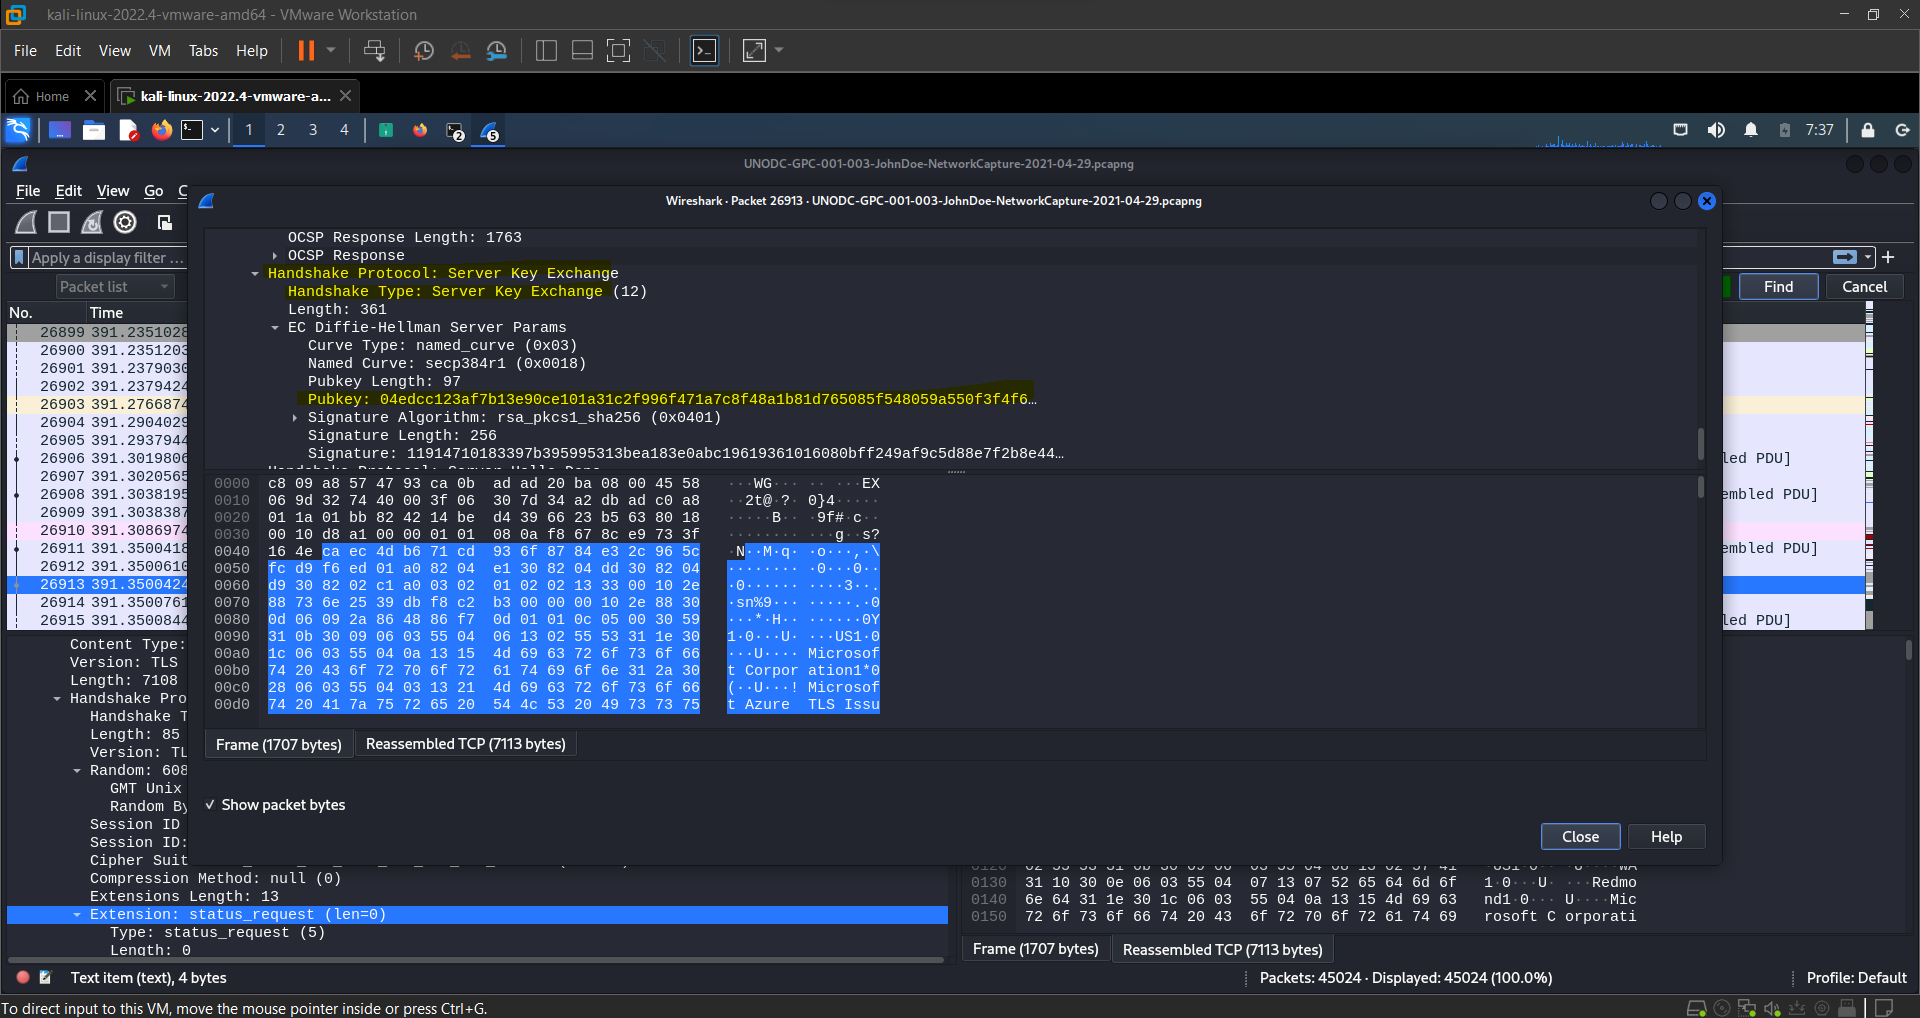 kali-linux-2022.4-vmware-amd64 - VMware Workstation
File Edit View VM Tabs Help
Home kali-linux-2022.4-vmware-a...
1 2 3 4 2 5 7:37
UNODC-GPC-001-003-JohnDoe-NetworkCapture-2021-04-29.pcapng
File Edit View Go C
Wireshark · Packet 26913 · UNODC-GPC-001-003-JohnDoe-NetworkCapture-2021-04-29.pcapng
Apply a display filter ...
Packet list
Find Cancel
No. Time
26899 391.2351028
26900 391.2351203
26901 391.2379030
26902 391.2379424
26903 391.2766874
26904 391.2904029
26905 391.2937944
26906 391.3019806
led PDU]
26907 391.3020565
26908 391.3038195
embled PDU]
26909 391.3038387
26910 391.3086974
26911 391.3500418
embled PDU]
26912 391.3500610
26913 391.3500424
26914 391.3500761
26915 391.3500844
led PDU]
OCSP Response Length: 1763
OCSP Response
Handshake Protocol: Server Key Exchange
Handshake Type: Server Key Exchange (12)
Length: 361
EC Diffie-Hellman Server Params
Curve Type: named_curve (0x03)
Named Curve: secp384r1 (0x0018)
Pubkey Length: 97
Pubkey: 04edcc123af7b13e90ce101a31c2f996f471a7c8f48a1b81d765085f548059a550f3f4f6…
Signature Algorithm: rsa_pkcs1_sha256 (0x0401)
Signature Length: 256
Signature: 11914710183397b395995313bea183e0abc19619361016080bff249af9c5d88e7f2b8e44…
0000 c8 09 a8 57 47 93 ca 0b ad ad 20 ba 08 00 45 58 ···WG··· ·· ···EX
0010 06 9d 32 74 40 00 3f 06 30 7d 34 a2 db ad c0 a8 ··2t@·?· 0}4·····
0020 01 1a 01 bb 82 42 14 be d4 39 66 23 b5 63 80 18 ·····B·· ·9f#·c··
0030 00 10 d8 a1 00 00 01 01 08 0a f8 67 8c e9 73 3f ········ ···g··s?
0040 16 4e ca ec 4d b6 71 cd 93 6f 87 84 e3 2c 96 5c ·N··M·q· ·o···,·\
0050 fc d9 f6 ed 01 a0 82 04 e1 30 82 04 dd 30 82 04 ········ ·0···0··
0060 d9 30 82 02 c1 a0 03 02 01 02 02 13 33 00 10 2e ·0······ ····3··.
0070 88 73 6e 25 39 db f8 c2 b3 00 00 00 10 2e 88 30 ·sn%9··· ·····.·0
0080 0d 06 09 2a 86 48 86 f7 0d 01 01 0c 05 00 30 59 ···*·H·· ······0Y
0090 31 0b 30 09 06 03 55 04 06 13 02 55 53 31 1e 30 1·0···U· ···US1·0
00a0 1c 06 03 55 04 0a 13 15 4d 69 63 72 6f 73 6f 66 ···U···· Microsof
00b0 74 20 43 6f 72 70 6f 72 61 74 69 6f 6e 31 2a 30 t Corpor ation1*0
00c0 28 06 03 55 04 03 13 21 4d 69 63 72 6f 73 6f 66 (··U···! Microsof
00d0 74 20 41 7a 75 72 65 20 54 4c 53 20 49 73 73 75 t Azure TLS Issu
Frame (1707 bytes) Reassembled TCP (7113 bytes)
Show packet bytes
Close Help
Content Type:
Version: TLS
Length: 7108
Handshake Pro
Handshake T
Length: 85
Version: TL
Random: 608
GMT Unix
Random By
Session ID
Session ID:
Cipher Suit
Compression Method: null (0)
Extensions Length: 13
Extension: status_request (len=0)
Type: status_request (5)
Length: 0
0130 31 10 30 0e 06 03 55 04 07 13 07 52 65 64 6d 6f 1·0···U· ···Redmo
0140 6e 64 31 1e 30 1c 06 03 55 04 0a 13 15 4d 69 63 nd1·0··· U····Mic
0150 72 6f 73 6f 66 74 20 43 6f 72 70 6f 72 61 74 69 rosoft C orporati
Frame (1707 bytes) Reassembled TCP (7113 bytes)
Text item (text), 4 bytes
Packets: 45024 · Displayed: 45024 (100.0%)
Profile: Default
To direct input to this VM, move the mouse pointer inside or press Ctrl+G.